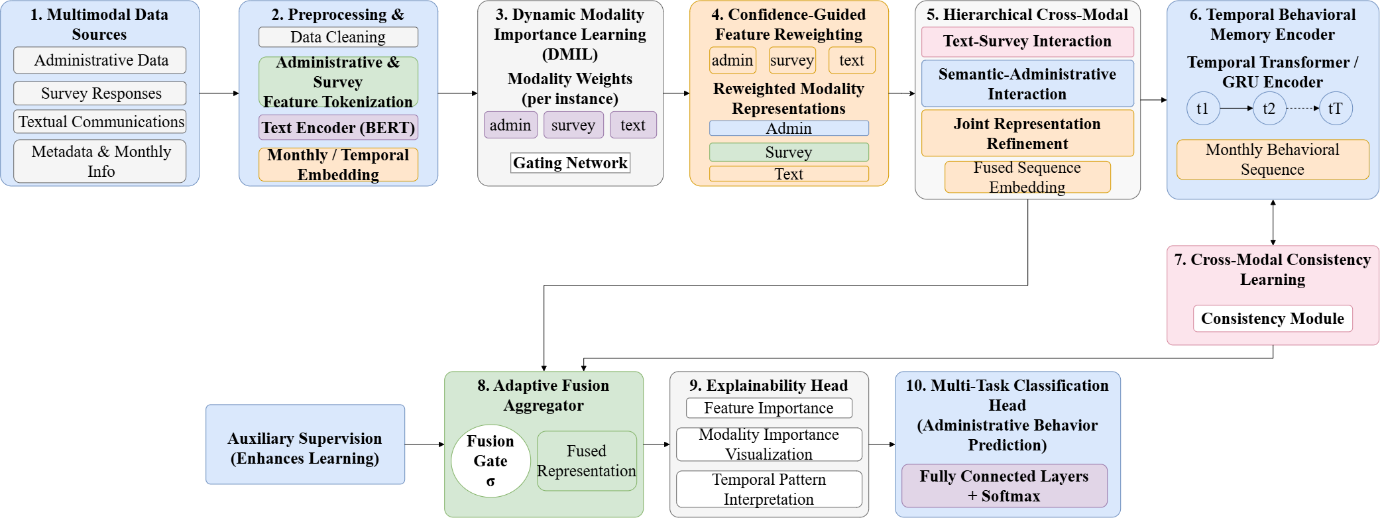 1. Multimodal Data
Sources
Administrative Data
Survey Responses
Textual Communications
Metadata & Monthly
Info
2. Preprocessing &
Data Cleaning
Administrative &
Survey
Feature Tokenization
Text Encoder (BERT)
Monthly / Temporal
Embedding
3. Dynamic Modality
Importance Learning
(DMIL)
Modality Weights
(per instance)
admin survey text
Gating Network
4. Confidence-Guided
Feature Reweighting
admin survey text
Reweighted Modality
Representations
Admin
Survey
Text
5. Hierarchical Cross-Modal
Text-Survey Interaction
Semantic-Administrative
Interaction
Joint Representation
Refinement
Fused Sequence
Embedding
6. Temporal Behavioral
Memory Encoder
Temporal Transformer /
GRU Encoder
t1 t2 tT
Monthly Behavioral
Sequence
7. Cross-Modal Consistency
Learning
Consistency Module
Auxiliary Supervision
(Enhances Learning)
8. Adaptive Fusion
Aggregator
Fusion
Gate
σ
Fused
Representation
9. Explainability Head
Feature Importance
Modality Importance
Visualization
Temporal Pattern
Interpretation
10. Multi-Task Classification
Head
(Administrative Behavior
Prediction)
Fully Connected Layers
+ Softmax